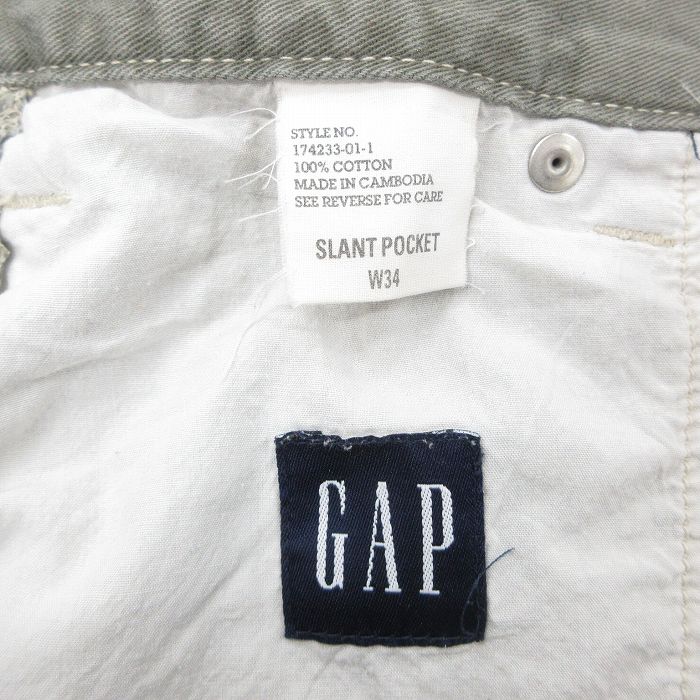 STYLE NO.
174233-01-1
100% COTTON
MADE IN CAMBODIA
SEE REVERSE FOR CARE
SLANT POCKET
W34
GAP